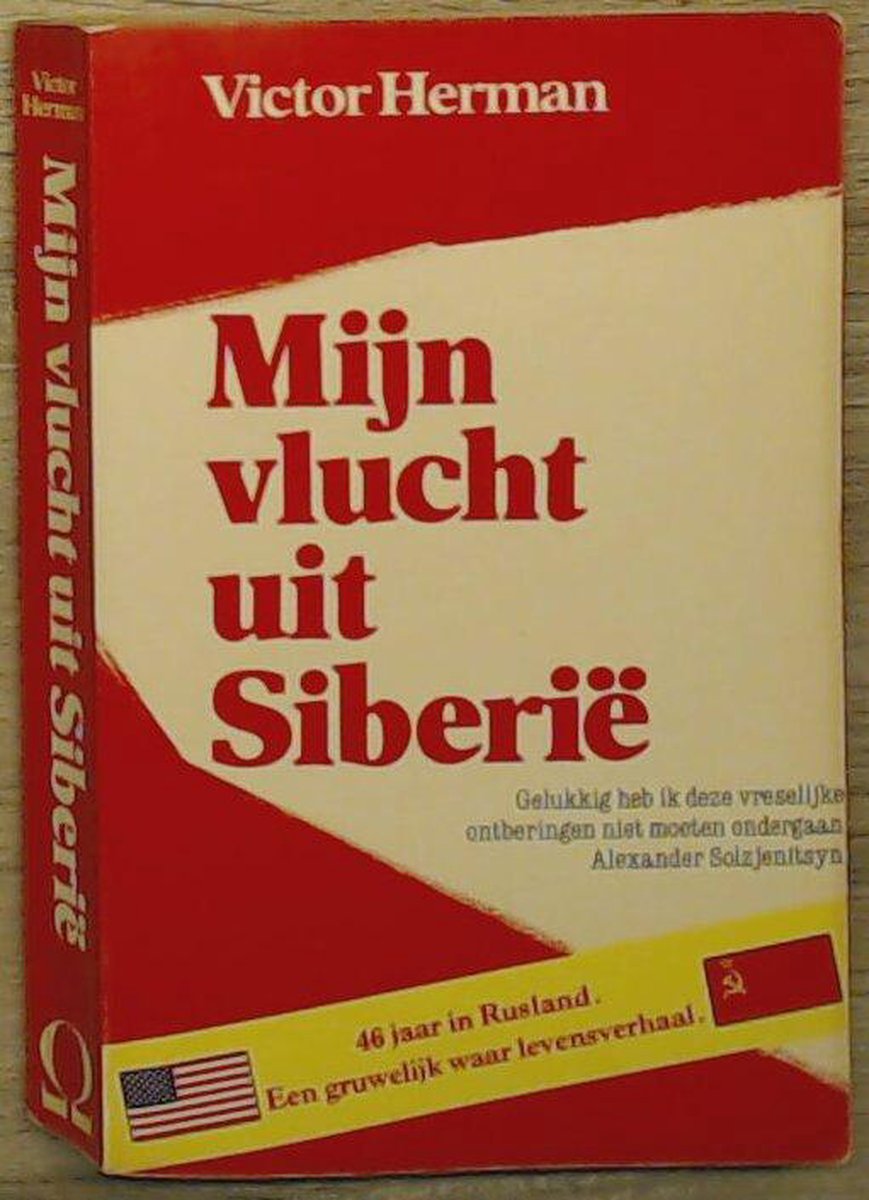 Victor
Herman
Mijn vlucht uit Siberië
Victor Herman
Mijn
vlucht
uit
Siberië
Gelukkig heb ik deze vreselijke
ontberingen niet moeten ondergaan
Alexander Solzjenitsyn
46 jaar in Rusland.
Een gruwelijk waar levensverhaal.